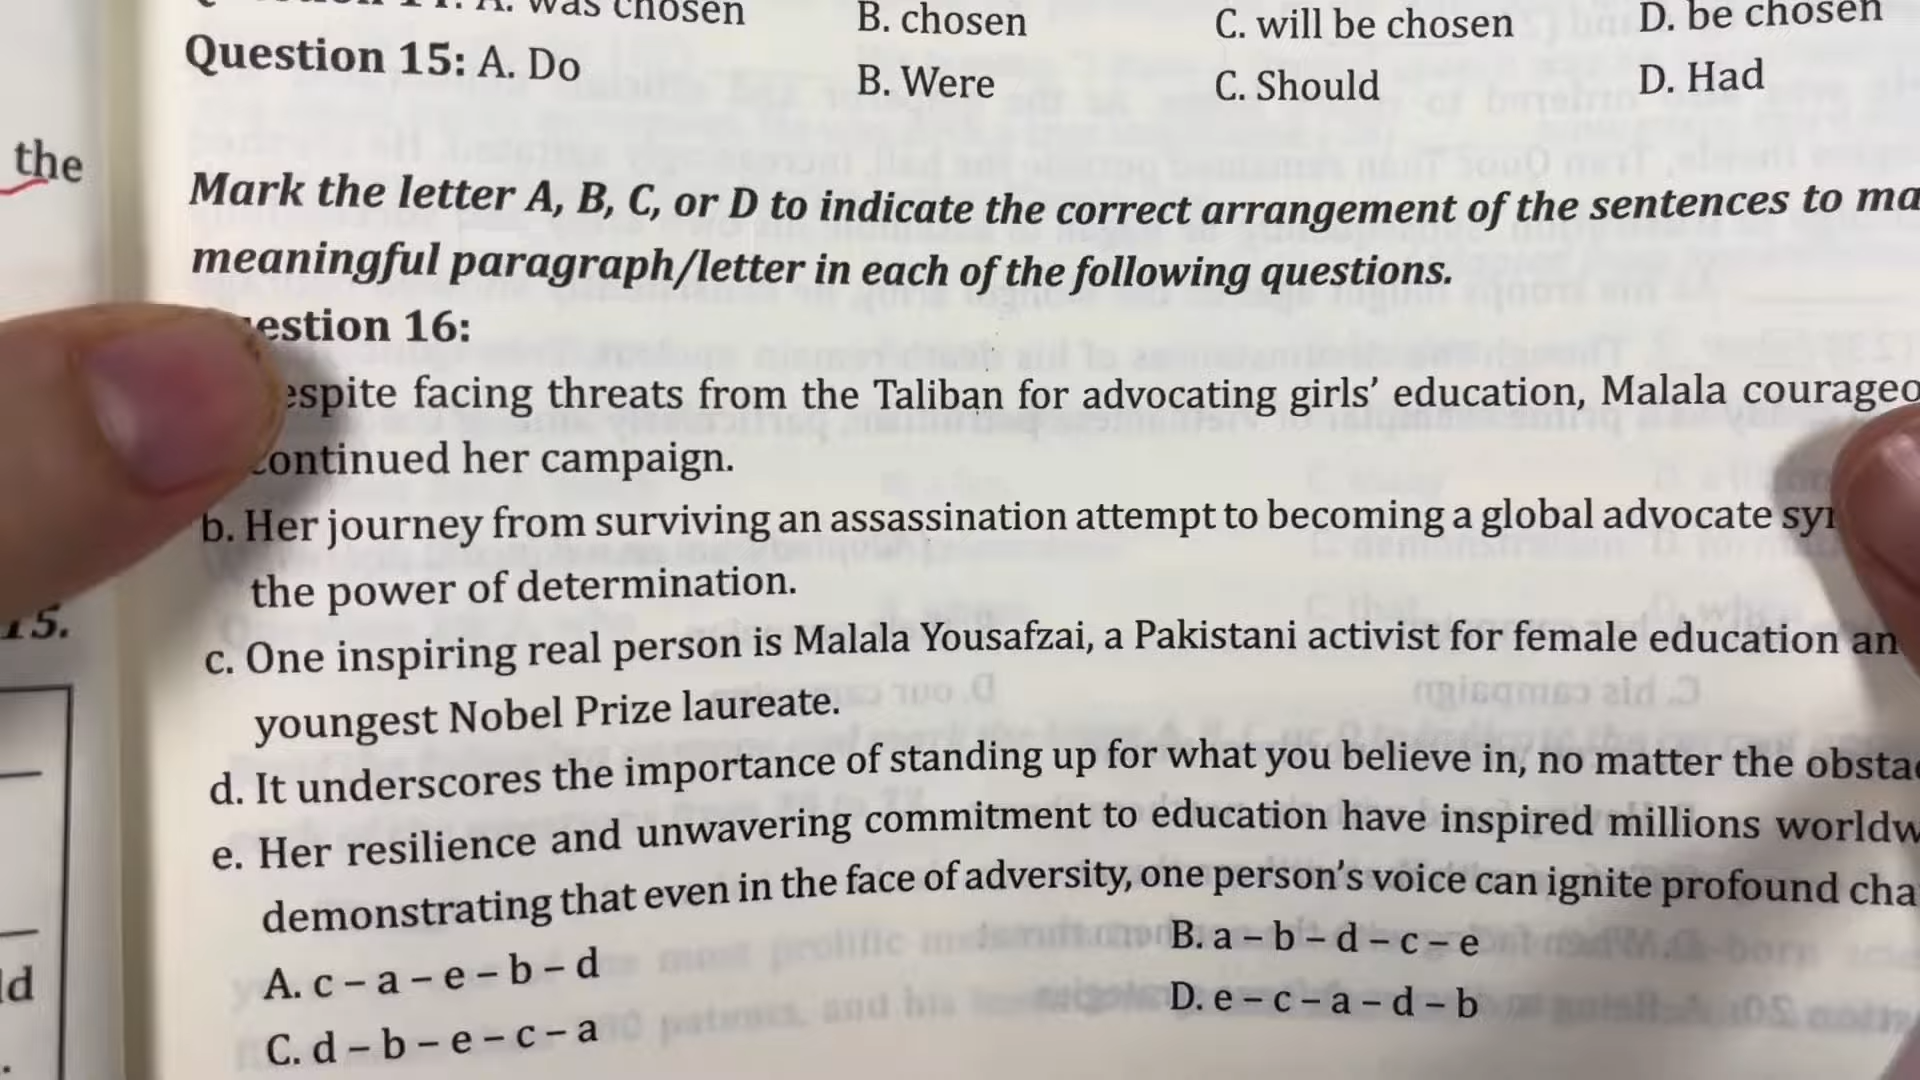 A. was chosen B. chosen C. will be chosen D. be chosen
Question 15: A. Do B. Were C. Should D. Had
the
Mark the letter A, B, C, or D to indicate the correct arrangement of the sentences to ma
meaningful paragraph/letter in each of the following questions.
estion 16:
espite facing threats from the Taliban for advocating girls' education, Malala courageo
continued her campaign.
b. Her journey from surviving an assassination attempt to becoming a global advocate
the power of determination.
15.
c. One inspiring real person is Malala Yousafzai, a Pakistani activist for female education an
youngest Nobel Prize laureate.
d. It underscores the importance of standing up for what you believe in, no matter the obsta
e. Her resilience and unwavering commitment to education have inspired millions worldw
demonstrating that even in the face of adversity, one person's voice can ignite profound cha
A. c – a – e – b – d B. a – b – d – c – e
ld
C. d – b – e – c – a D. e – c – a – d – b